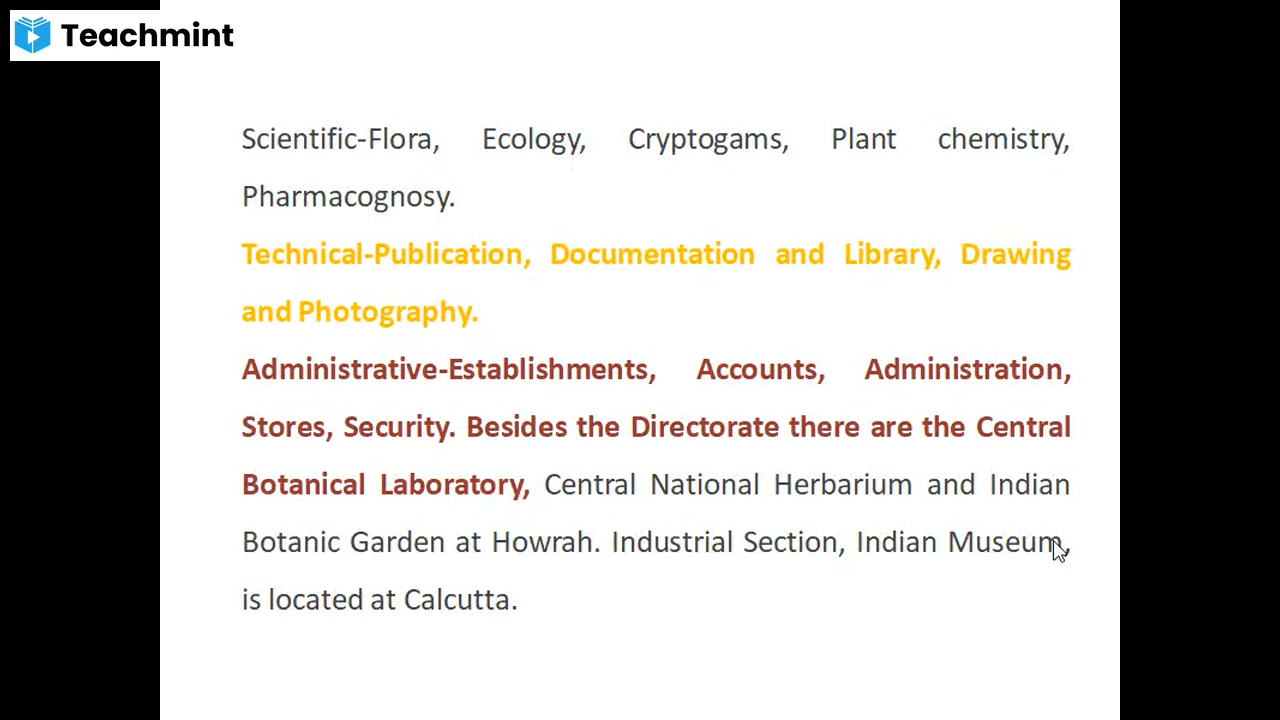 Teachmint
Scientific-Flora, Ecology, Cryptogams, Plant chemistry,
Pharmacognosy.
Technical-Publication, Documentation and Library, Drawing
and Photography.
Administrative-Establishments, Accounts, Administration,
Stores, Security. Besides the Directorate there are the Central
Botanical Laboratory, Central National Herbarium and Indian
Botanic Garden at Howrah. Industrial Section, Indian Museum,
is located at Calcutta.